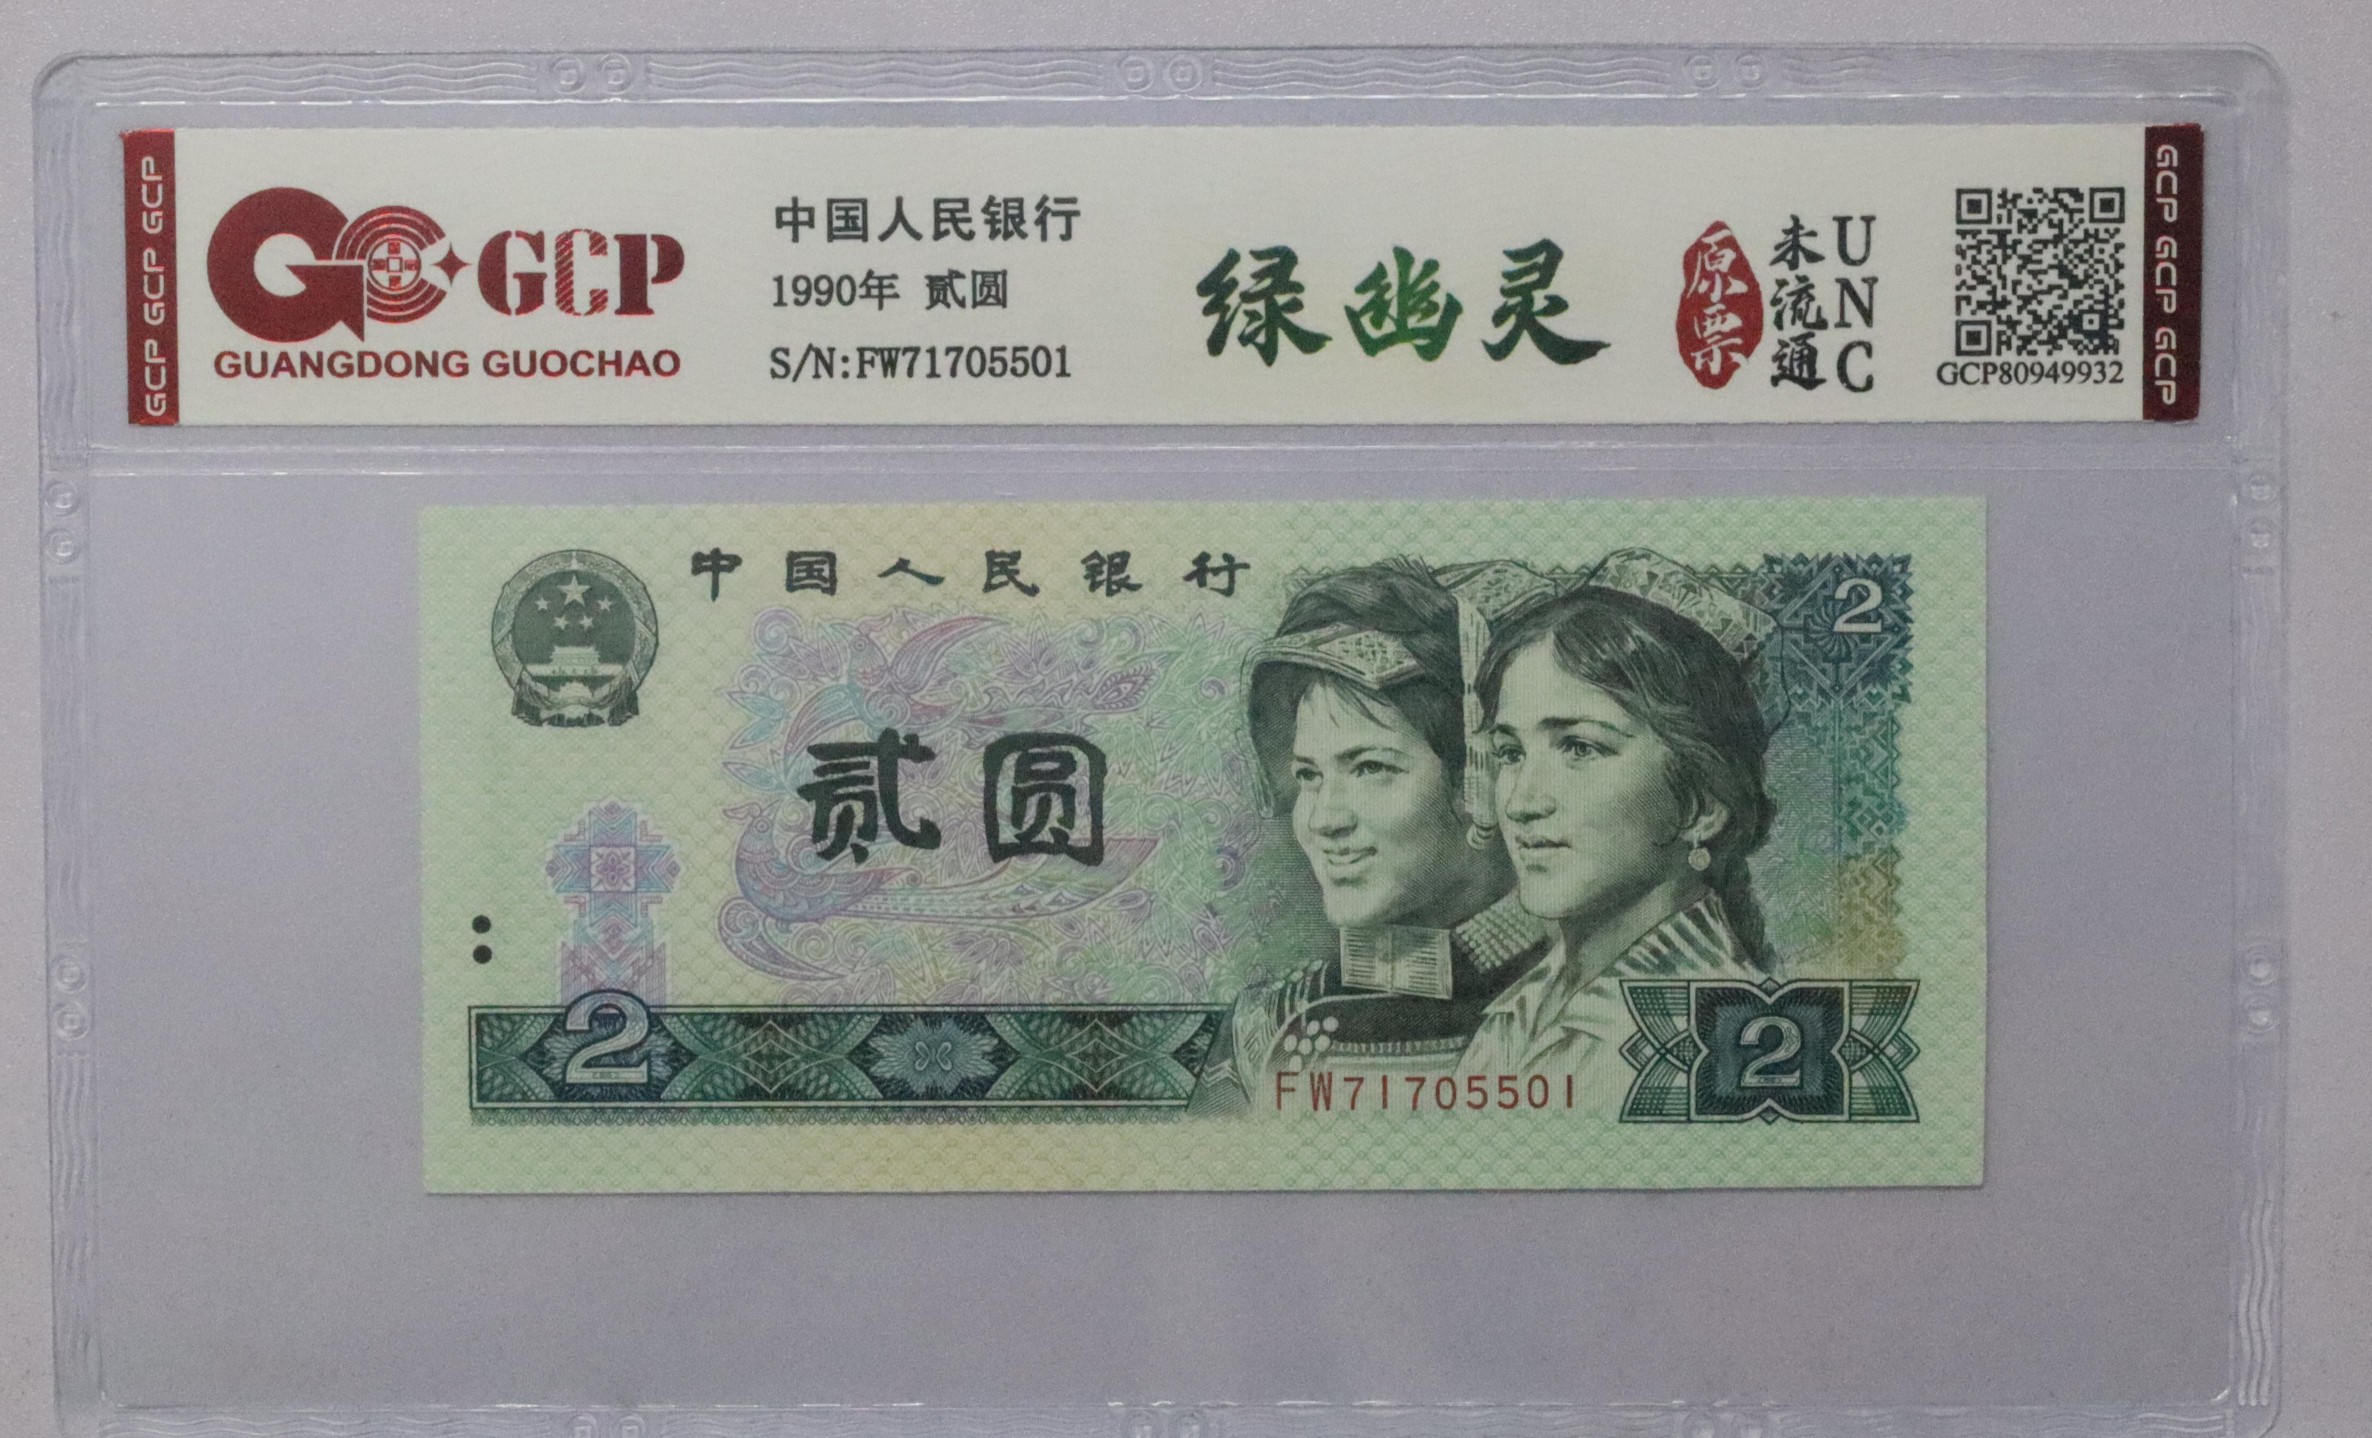 GCP GCP GCP
GC GCP
GUANGDONG GUOCHAO
中国人民银行
1990年 贰圆
S/N:FW71705501
绿幽灵
原票
未流通
UNC
GCP80949932
GCP GCP GCP
中国人民银行
2
贰圆
2
FW71705501
2